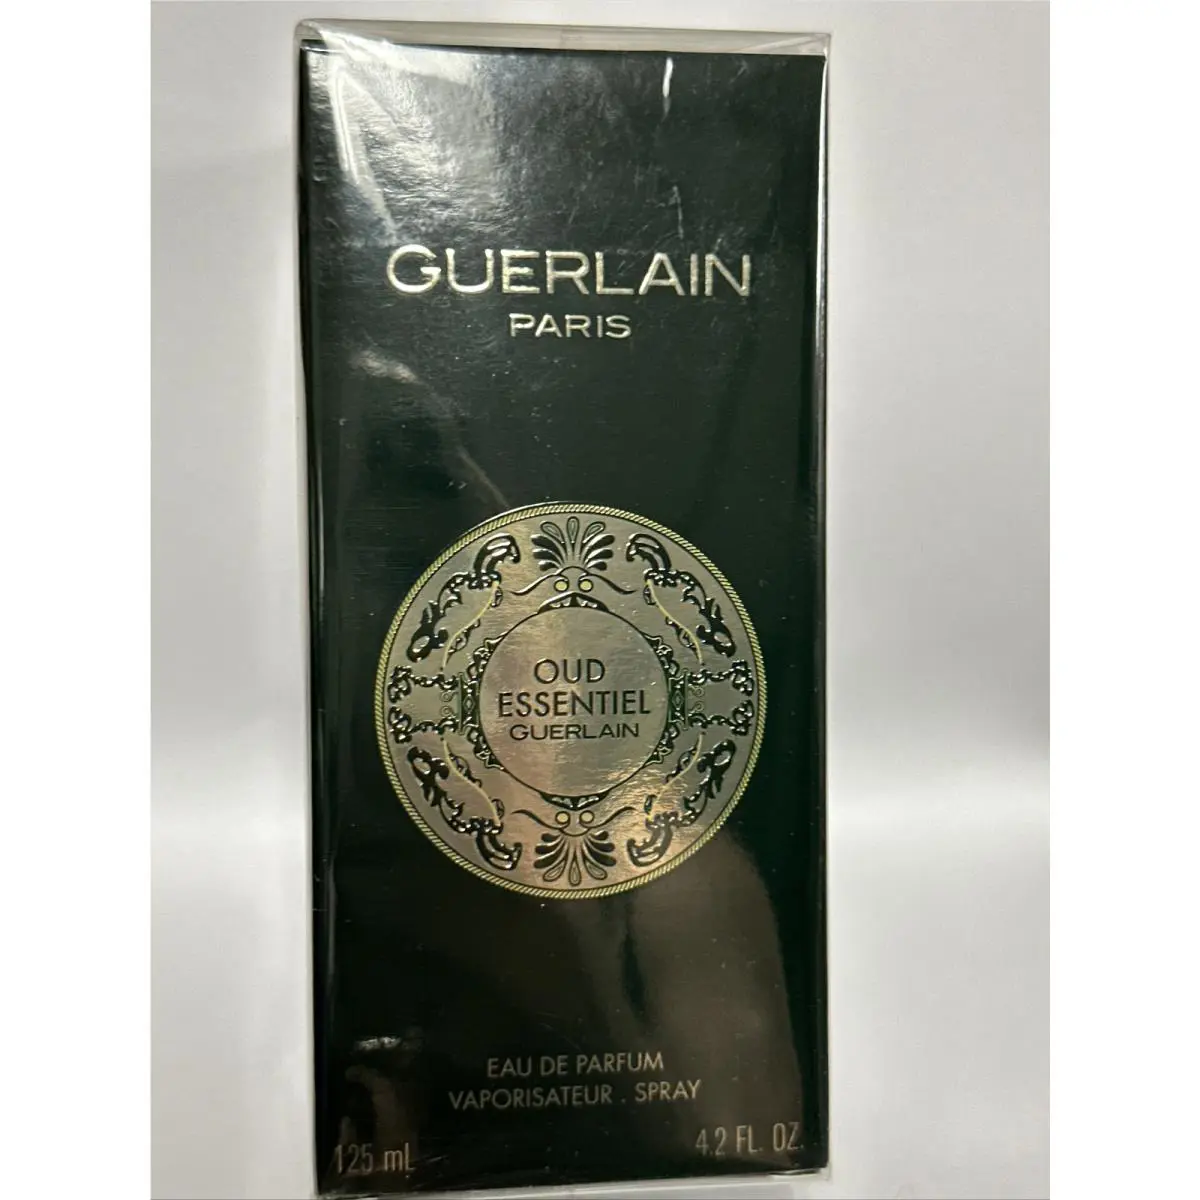 GUERLAIN
PARIS
OUD
ESSENTIEL
GUERLAIN
EAU DE PARFUM
VAPORISATEUR . SPRAY
125 mL
4.2 FL. OZ.